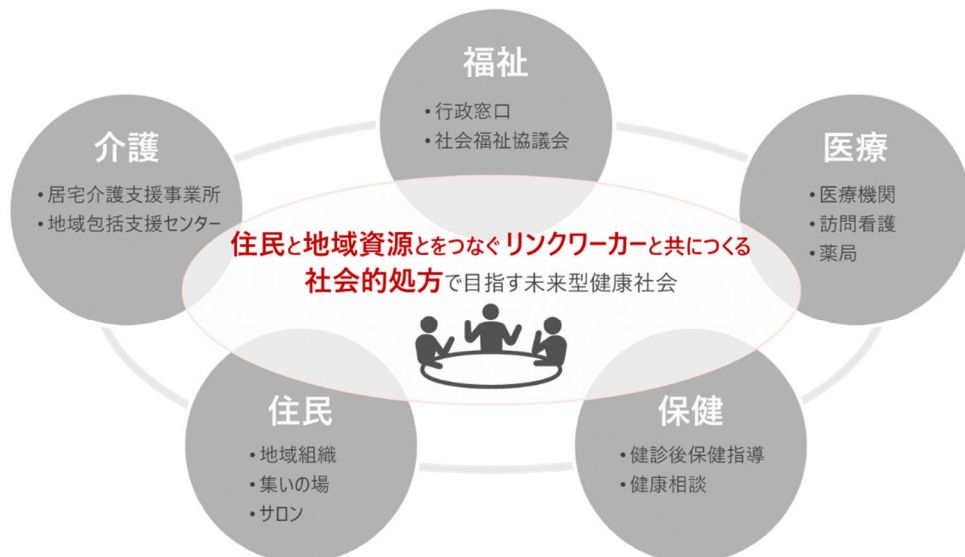 福祉
・行政窓口
・社会福祉協議会
介護
・居宅介護支援事業所
・地域包括支援センター
医療
・医療機関
・訪問看護
・薬局
住民と地域資源とをつなぐリンクワーカーと共につくる
社会的処方で目指す未来型健康社会
住民
・地域組織
・集いの場
・サロン
保健
・健診後保健指導
・健康相談